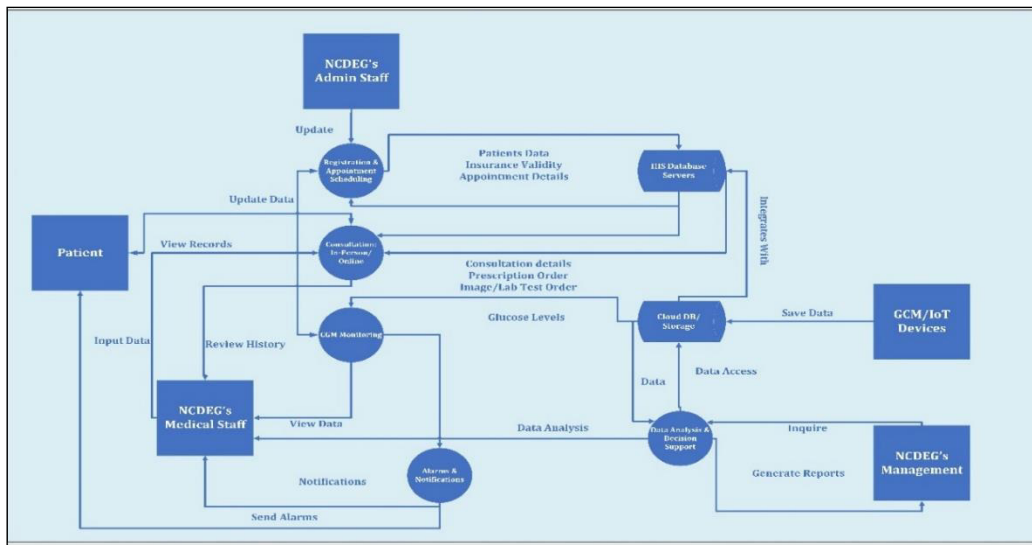 NCDEG's
Admin Staff
Update
Registration &
Appointment
Scheduling
Patients Data
Insurance Validity
Appointment Details
HIS Database
Servers
Update Data
Patient
View Records
Consultation:
In-Person/
Online
Consultation details
Prescription Order
Image/Lab Test Order
Integrates With
Glucose Levels
Cloud DB/
Storage
Save Data
GCM/IoT
Devices
CGM Monitoring
Input Data
Review History
Data
Data Access
NCDEG's
Medical Staff
View Data
Data Analysis
Data Analysis &
Decision
Support
Inquire
NCDEG's
Management
Generate Reports
Notifications
Alarms &
Notifications
Send Alarms